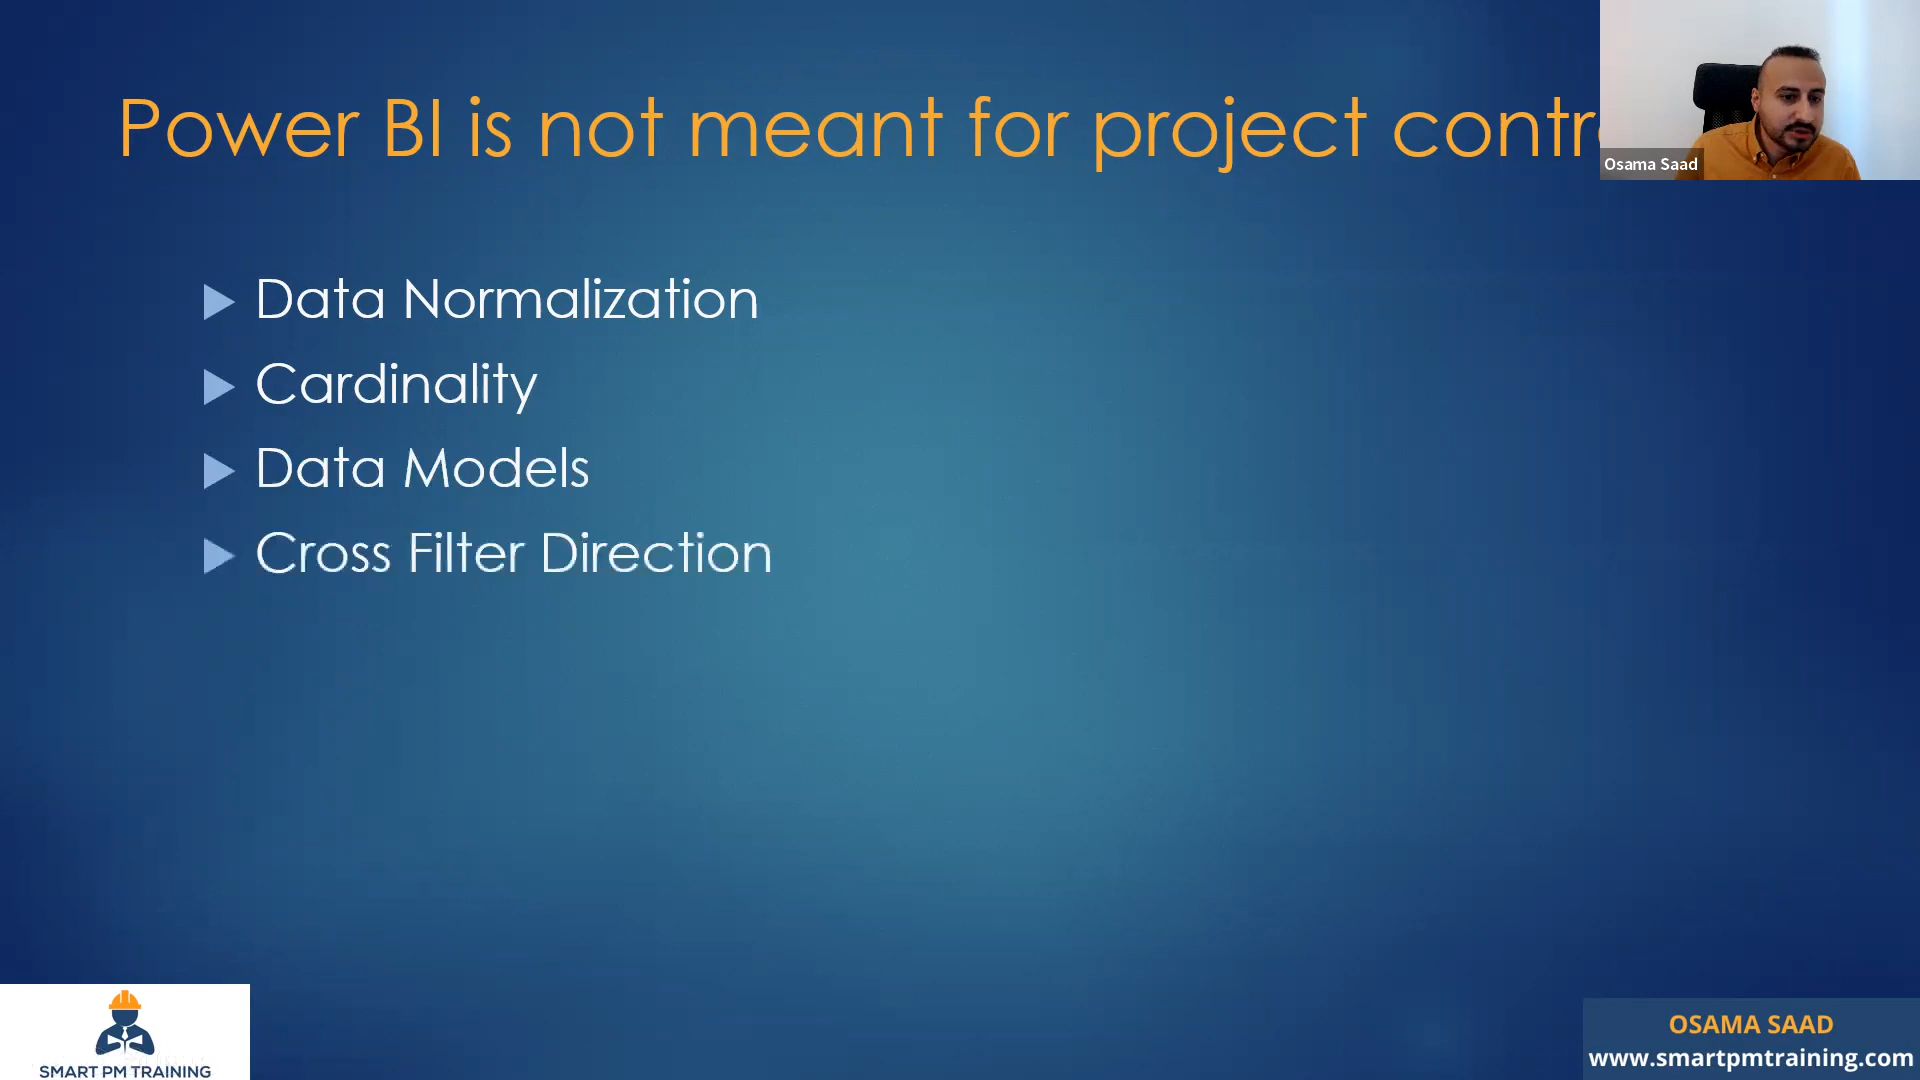 Power BI is not meant for project contr
Osama Saad
Data Normalization
Cardinality
Data Models
Cross Filter Direction
SMART PM TRAINING
OSAMA SAAD
www.smartpmtraining.com